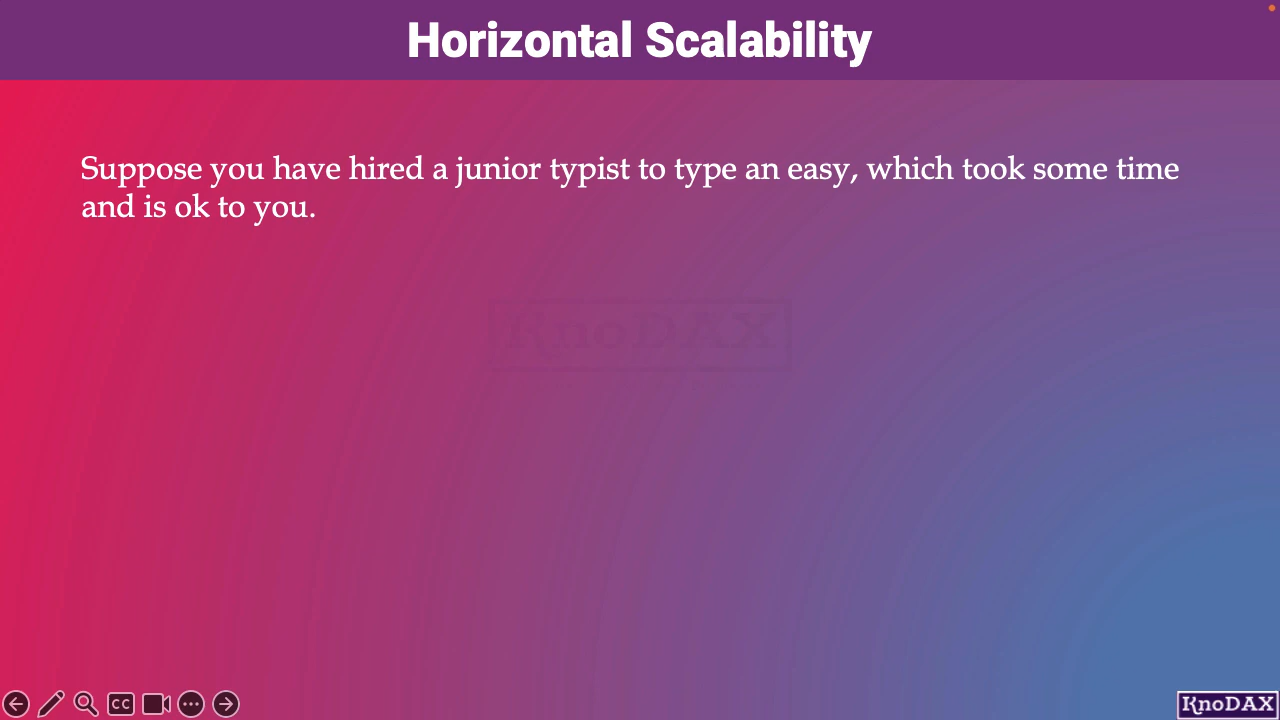 Horizontal Scalability
Suppose you have hired a junior typist to type an easy, which took some time
and is ok to you.
KnoDAX
CC
KnoDAX